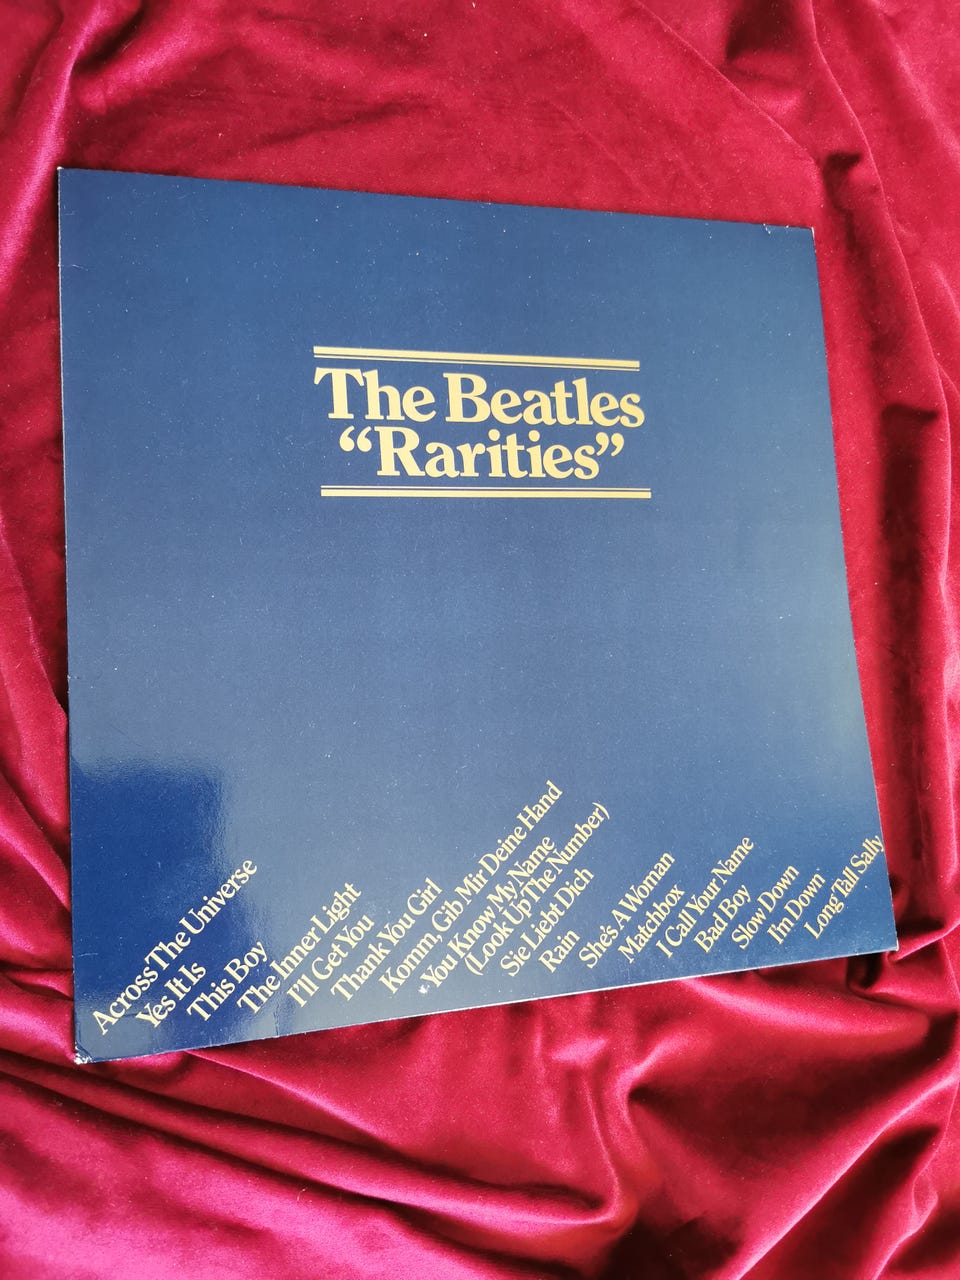 The Beatles
“Rarities”
Across The Universe
Yes It Is
This Boy
The Inner Light
I'll Get You
Thank You Girl
Komm, Gib Mir Deine Hand
You Know My Name
(Look Up The Number)
Sie Liebt Dich
Rain
She's A Woman
Matchbox
I Call Your Name
Bad Boy
Slow Down
I'm Down
Long Tall Sally